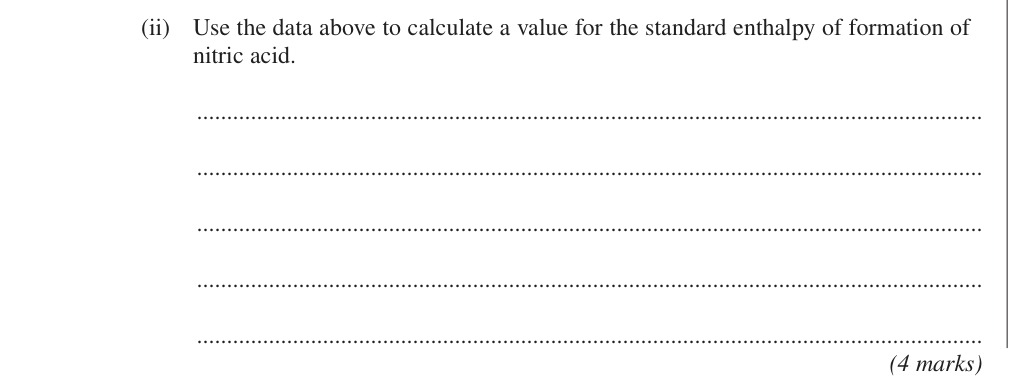 (ii) Use the data above to calculate a value for the standard enthalpy of formation of
nitric acid.
(4 marks)